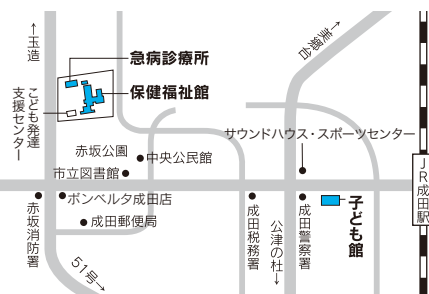 ←玉造
急病診療所
保健福祉館
こども発達
支援センター
→美郷台
赤坂公園
中央公民館
市立図書館
サウンドハウス・スポーツセンター
JR成田駅
ボンベルタ成田店
成田郵便局
赤坂消防署
51号→
成田税務署
公津の杜→
成田警察署
子ども館